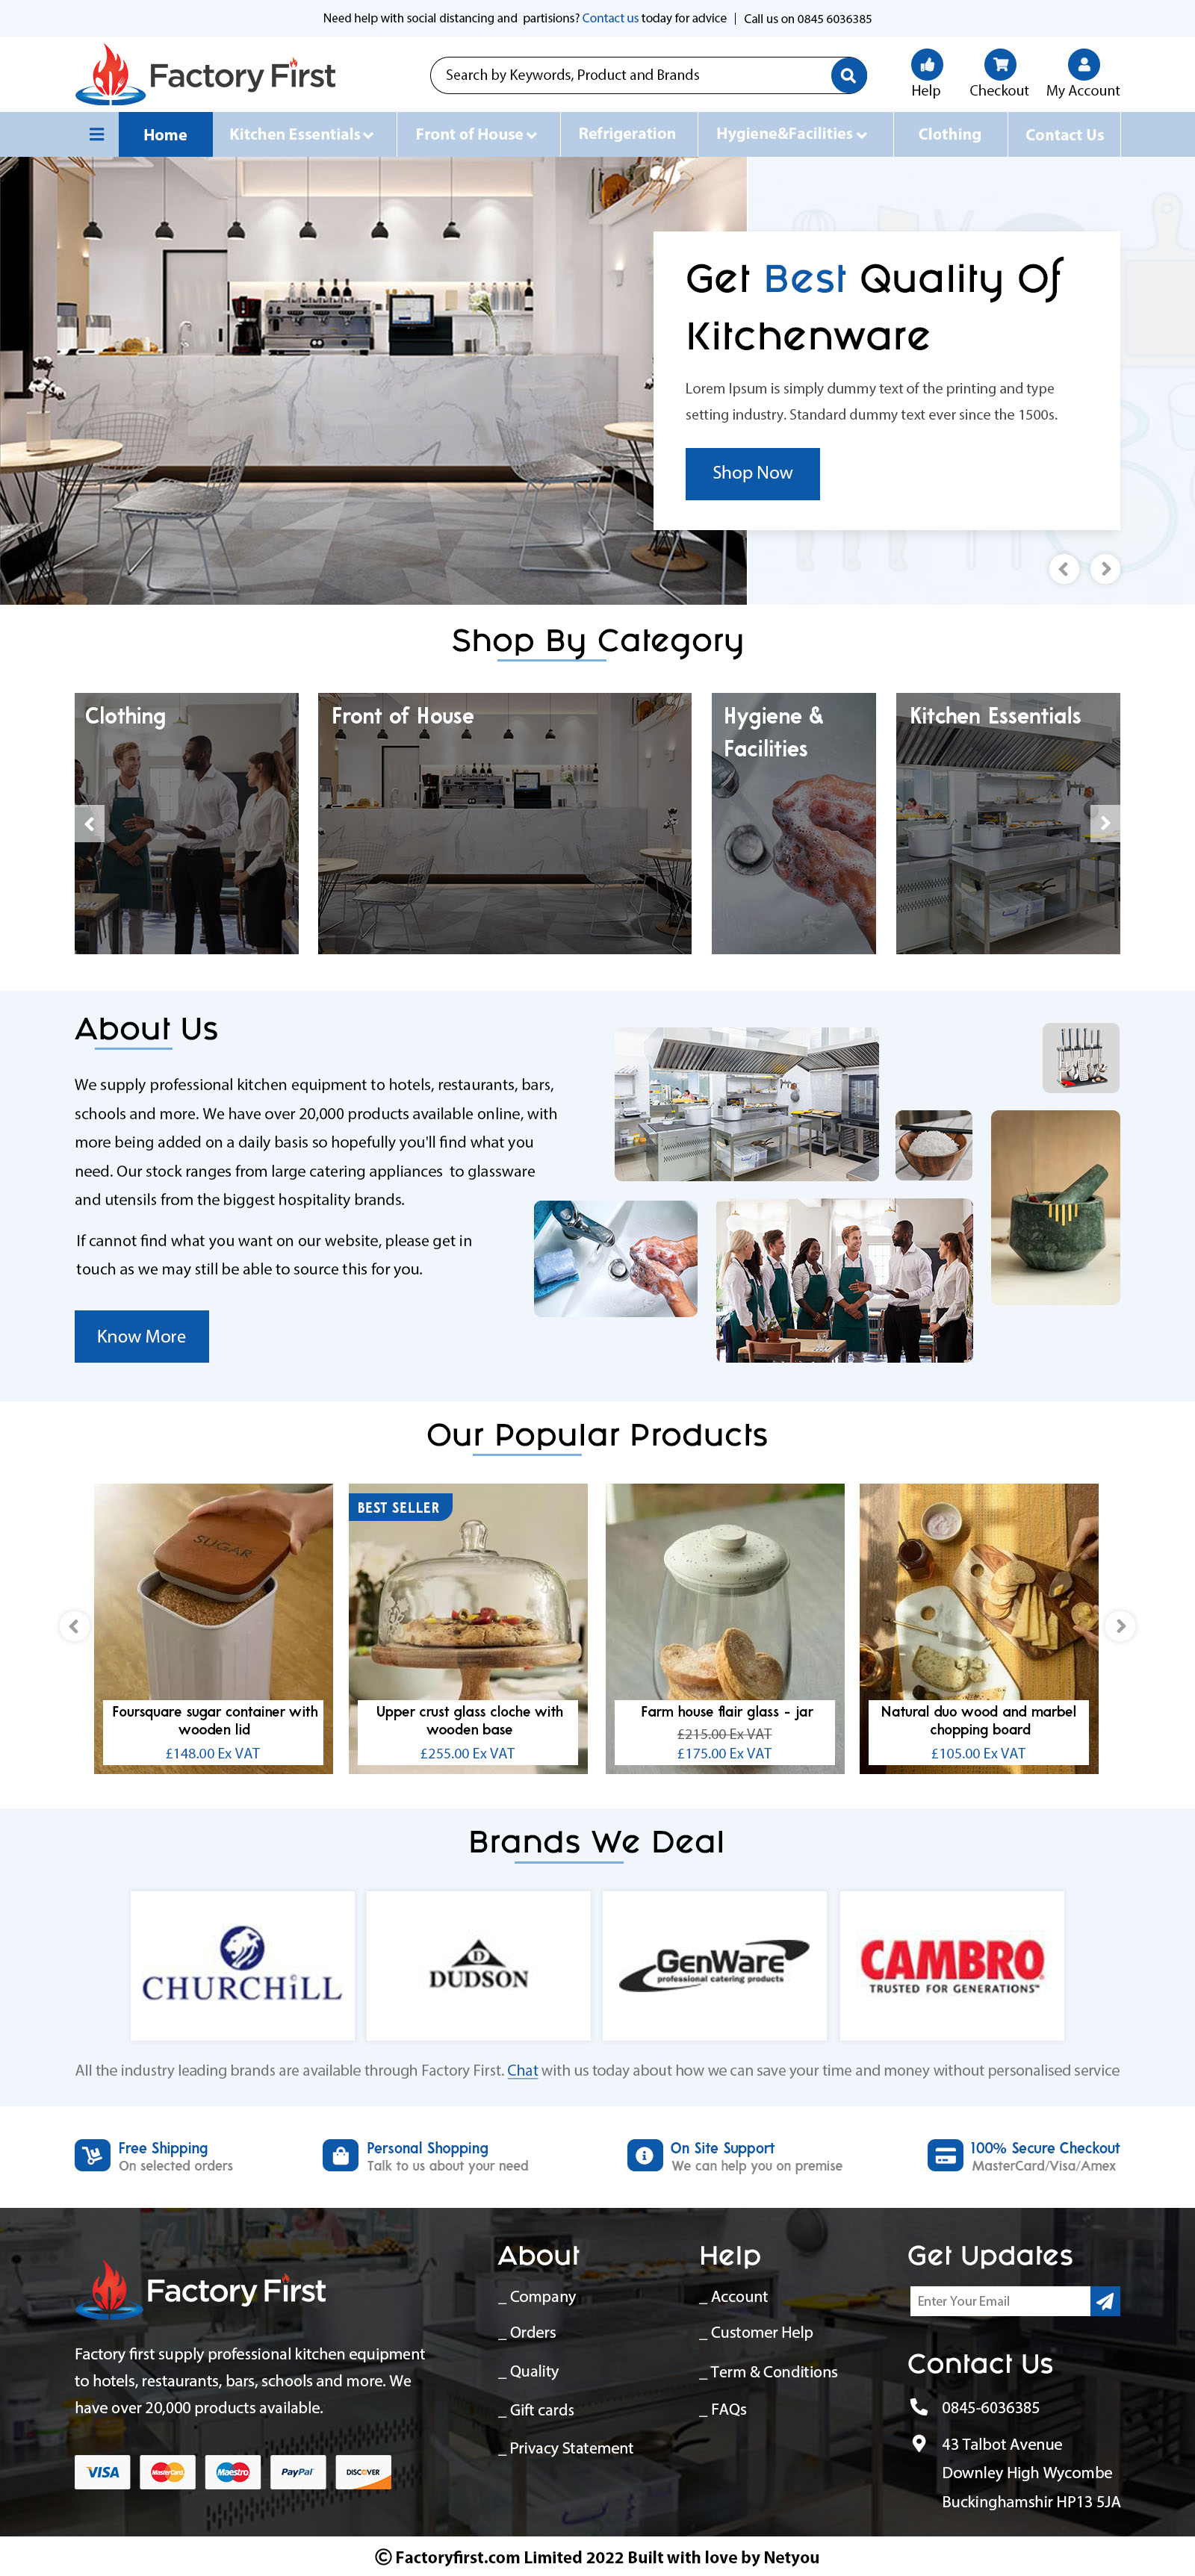 Need help with social distancing and partisions? Contact us today for advice | Call us on 0845 6036385
Factory First
Search by Keywords, Product and Brands
Help
Checkout
My Account
Home
Kitchen Essentials
Front of House
Refrigeration
Hygiene&Facilities
Clothing
Contact Us
Get Best Quality Of
Kitchenware
Lorem Ipsum is simply dummy text of the printing and type
setting industry. Standard dummy text ever since the 1500s.
Shop Now
Shop By Category
Clothing
Front of House
Hygiene &
Facilities
Kitchen Essentials
About Us
We supply professional kitchen equipment to hotels, restaurants, bars,
schools and more. We have over 20,000 products available online, with
more being added on a daily basis so hopefully you'll find what you
need. Our stock ranges from large catering appliances to glassware
and utensils from the biggest hospitality brands.
If cannot find what you want on our website, please get in
touch as we may still be able to source this for you.
Know More
Our Popular Products
SUGAR
Foursquare sugar container with
wooden lid
£148.00 Ex VAT
BEST SELLER
Upper crust glass cloche with
wooden base
£255.00 Ex VAT
Farm house flair glass - jar
£215.00 Ex VAT
£175.00 Ex VAT
Natural duo wood and marbel
chopping board
£105.00 Ex VAT
Brands We Deal
CHURCHiLL
D
DUDSON
GenWare
professional catering products
CAMBRO
TRUSTED FOR GENERATIONS™
All the industry leading brands are available through Factory First. Chat with us today about how we can save your time and money without personalised service
Free Shipping
On selected orders
Personal Shopping
Talk to us about your need
On Site Support
We can help you on premise
100% Secure Checkout
MasterCard/Visa/Amex
Factory First
Factory first supply professional kitchen equipment
to hotels, restaurants, bars, schools and more. We
have over 20,000 products available.
VISA
MasterCard
Maestro
PayPal
DISCOVER
About
_ Company
_ Orders
_ Quality
_ Gift cards
_ Privacy Statement
Help
_ Account
_ Customer Help
_ Term & Conditions
_ FAQs
Get Updates
Enter Your Email
Contact Us
0845-6036385
43 Talbot Avenue
Downley High Wycombe
Buckinghamshir HP13 5JA
© Factoryfirst.com Limited 2022 Built with love by Netyou